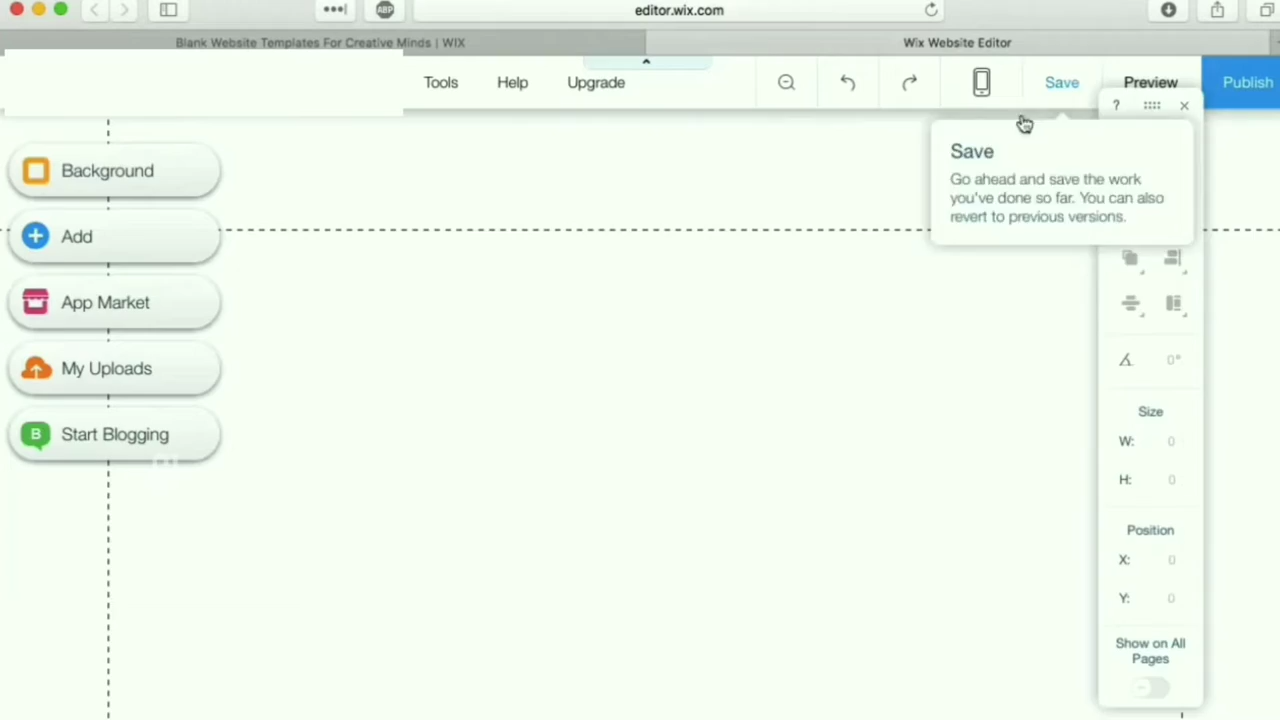 editor.wix.com
ABP
Blank Website Templates For Creative Minds | WIX
Wix Website Editor
Tools
Help
Upgrade
Save
Preview
Publish
?
Save
Go ahead and save the work
you've done so far. You can also
revert to previous versions.
Background
Add
App Market
My Uploads
B
Start Blogging
0°
Size
W: 0
H: 0
Position
X: 0
Y: 0
Show on All
Pages